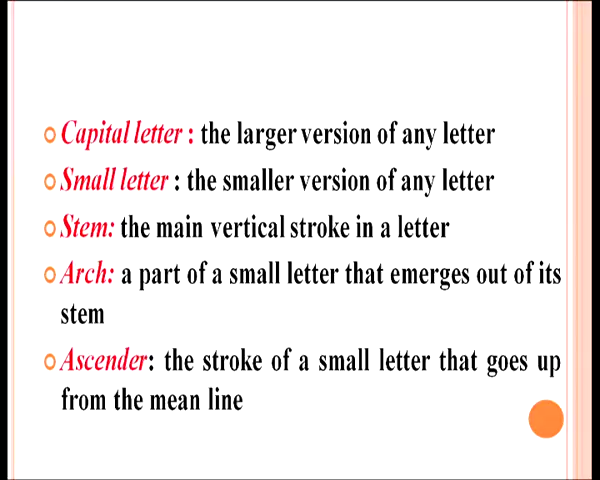 Capital letter : the larger version of any letter
Small letter : the smaller version of any letter
Stem: the main vertical stroke in a letter
Arch: a part of a small letter that emerges out of its
stem
Ascender: the stroke of a small letter that goes up
from the mean line